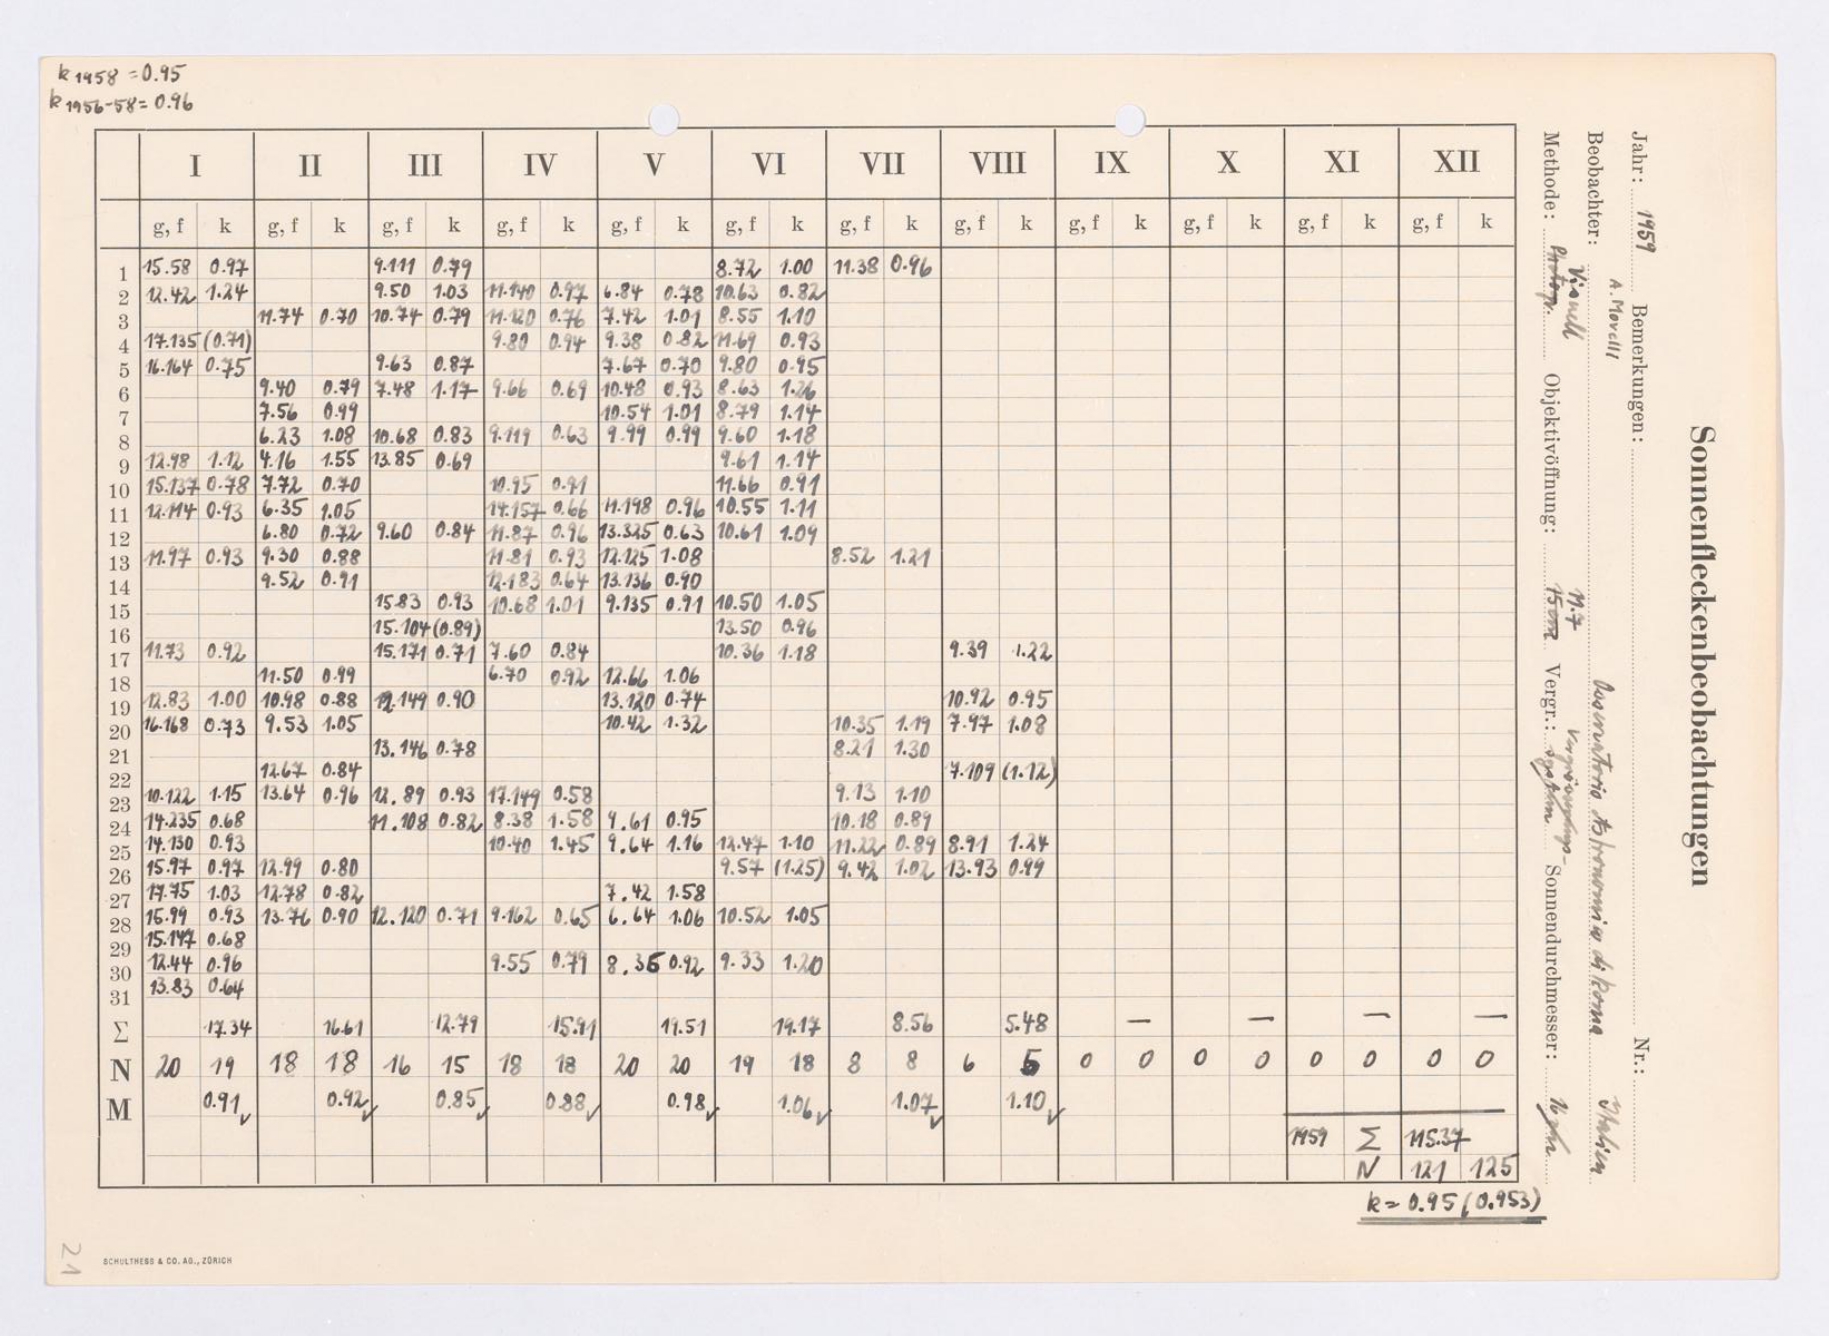 k 1958 = 0.95
k 1956-58 = 0.96
I II III IV V VI VII VIII IX X XI XII
g, f k g, f k g, f k g, f k g, f k g, f k g, f k g, f k g, f k g, f k g, f k g, f k
1 15.58 0.97 9.111 0.79 8.72 1.00 11.38 0.96
2 12.42 1.24 9.50 1.03 11.140 0.97 6.84 0.78 10.63 0.82
3 11.74 0.70 10.74 0.79 11.120 0.76 7.42 1.01 8.55 1.10
4 17.135 (0.71) 9.80 0.94 9.38 0.82 11.69 0.93
5 16.164 0.75 9.63 0.87 7.67 0.70 9.80 0.95
6 9.40 0.79 7.48 1.17 9.66 0.69 10.48 0.93 8.63 1.26
7 7.56 0.99 10.54 1.01 8.79 1.14
8 6.23 1.08 10.68 0.83 9.119 0.63 9.99 0.99 9.60 1.18
9 12.98 1.12 4.16 1.55 13.85 0.69 9.61 1.14
10 15.137 0.78 7.72 0.70 10.95 0.91 11.66 0.91
11 12.114 0.93 6.35 1.05 14.157 0.66 11.198 0.96 10.55 1.11
12 6.80 0.72 9.60 0.84 11.87 0.96 13.325 0.63 10.61 1.09
13 11.97 0.93 9.30 0.88 11.81 0.93 12.125 1.08 8.52 1.21
14 9.52 0.91 12.183 0.64 13.136 0.90
15 15.83 0.93 10.68 1.01 9.135 0.91 10.50 1.05
16 15.104 (0.89) 13.50 0.96
17 11.73 0.92 15.171 0.71 7.60 0.84 10.36 1.18 9.39 1.22
18 11.50 0.99 6.70 0.92 12.66 1.06
19 12.83 1.00 10.98 0.88 12.149 0.90 13.120 0.74 10.92 0.95
20 16.168 0.73 9.53 1.05 10.42 1.32 10.35 1.19 7.97 1.08
21 13.146 0.78 8.21 1.30
22 12.67 0.84 7.109 (1.12)
23 10.122 1.15 13.64 0.96 12.89 0.93 17.149 0.58 9.13 1.10
24 14.235 0.68 11.108 0.82 8.38 1.58 9.61 0.95 10.18 0.89
25 14.130 0.93 10.40 1.45 9.64 1.16 12.47 1.10 11.22 0.89 8.91 1.24
26 15.97 0.97 12.99 0.80 9.57 (1.25) 9.42 1.02 13.93 0.99
27 17.75 1.03 12.78 0.82 7.42 1.58
28 15.99 0.93 13.76 0.90 12.120 0.71 9.162 0.65 6.64 1.06 10.52 1.05
29 15.147 0.68
30 12.44 0.96 9.55 0.79 8.36 0.92 9.33 1.20
31 13.83 0.64
Σ 17.34 16.61 12.79 15.91 19.51 19.17 8.56 5.48 — — — —
N 20 19 18 18 16 15 18 18 20 20 19 18 8 8 6 5 0 0 0 0 0 0 0 0
M 0.91 ✓ 0.92 ✓ 0.85 ✓ 0.88 ✓ 0.98 ✓ 1.06 ✓ 1.07 ✓ 1.10 ✓
1959 Σ 115.37
N 121 125
k = 0.95 (0.953)
SCHULTHESS & CO. AG., ZÜRICH
21
Sonnenfleckenbeobachtungen
Jahr: 1959 Bemerkungen: Nr.:
A. Morelli
Beobachter: Osservatorio Astronomico di Roma Italien
Visuell 11.7 Vergrösserungs-
Methode: Photogr. Objektivöffnung: 15 cm Vergr.: Sonnendurchmesser: 16 cm